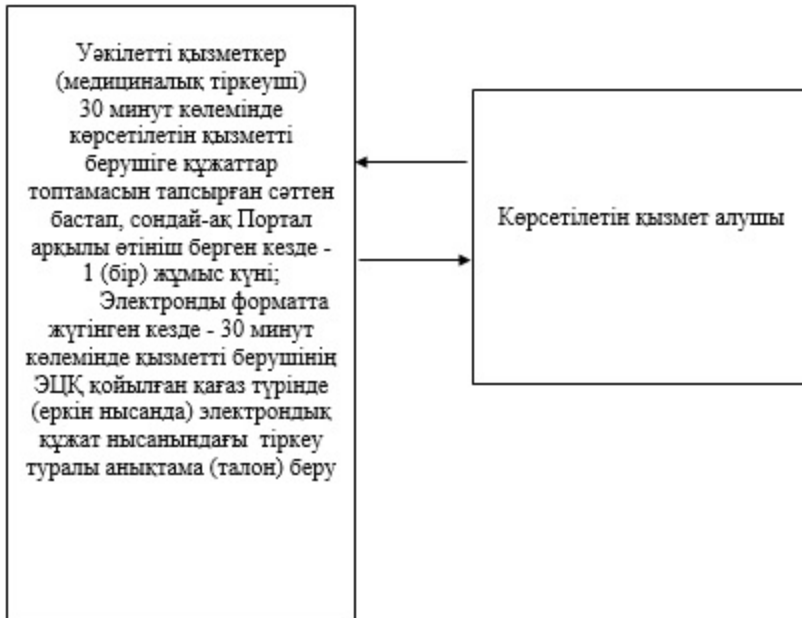 Уәкілетті қызметкер
(медициналық тіркеуші)
30 минут көлемінде
көрсетілетін қызметті
берушіге құжаттар
топтамасын тапсырған сәттен
бастап, сондай-ақ Портал
арқылы өтініш берген кезде -
1 (бір) жұмыс күні;
Электронды форматта
жүгінген кезде - 30 минут
көлемінде қызметті берушінің
ЭЦҚ қойылған қағаз түрінде
(еркін нысанда) электрондық
құжат нысанындағы тіркеу
туралы анықтама (талон) беру
Көрсетілетін қызмет алушы